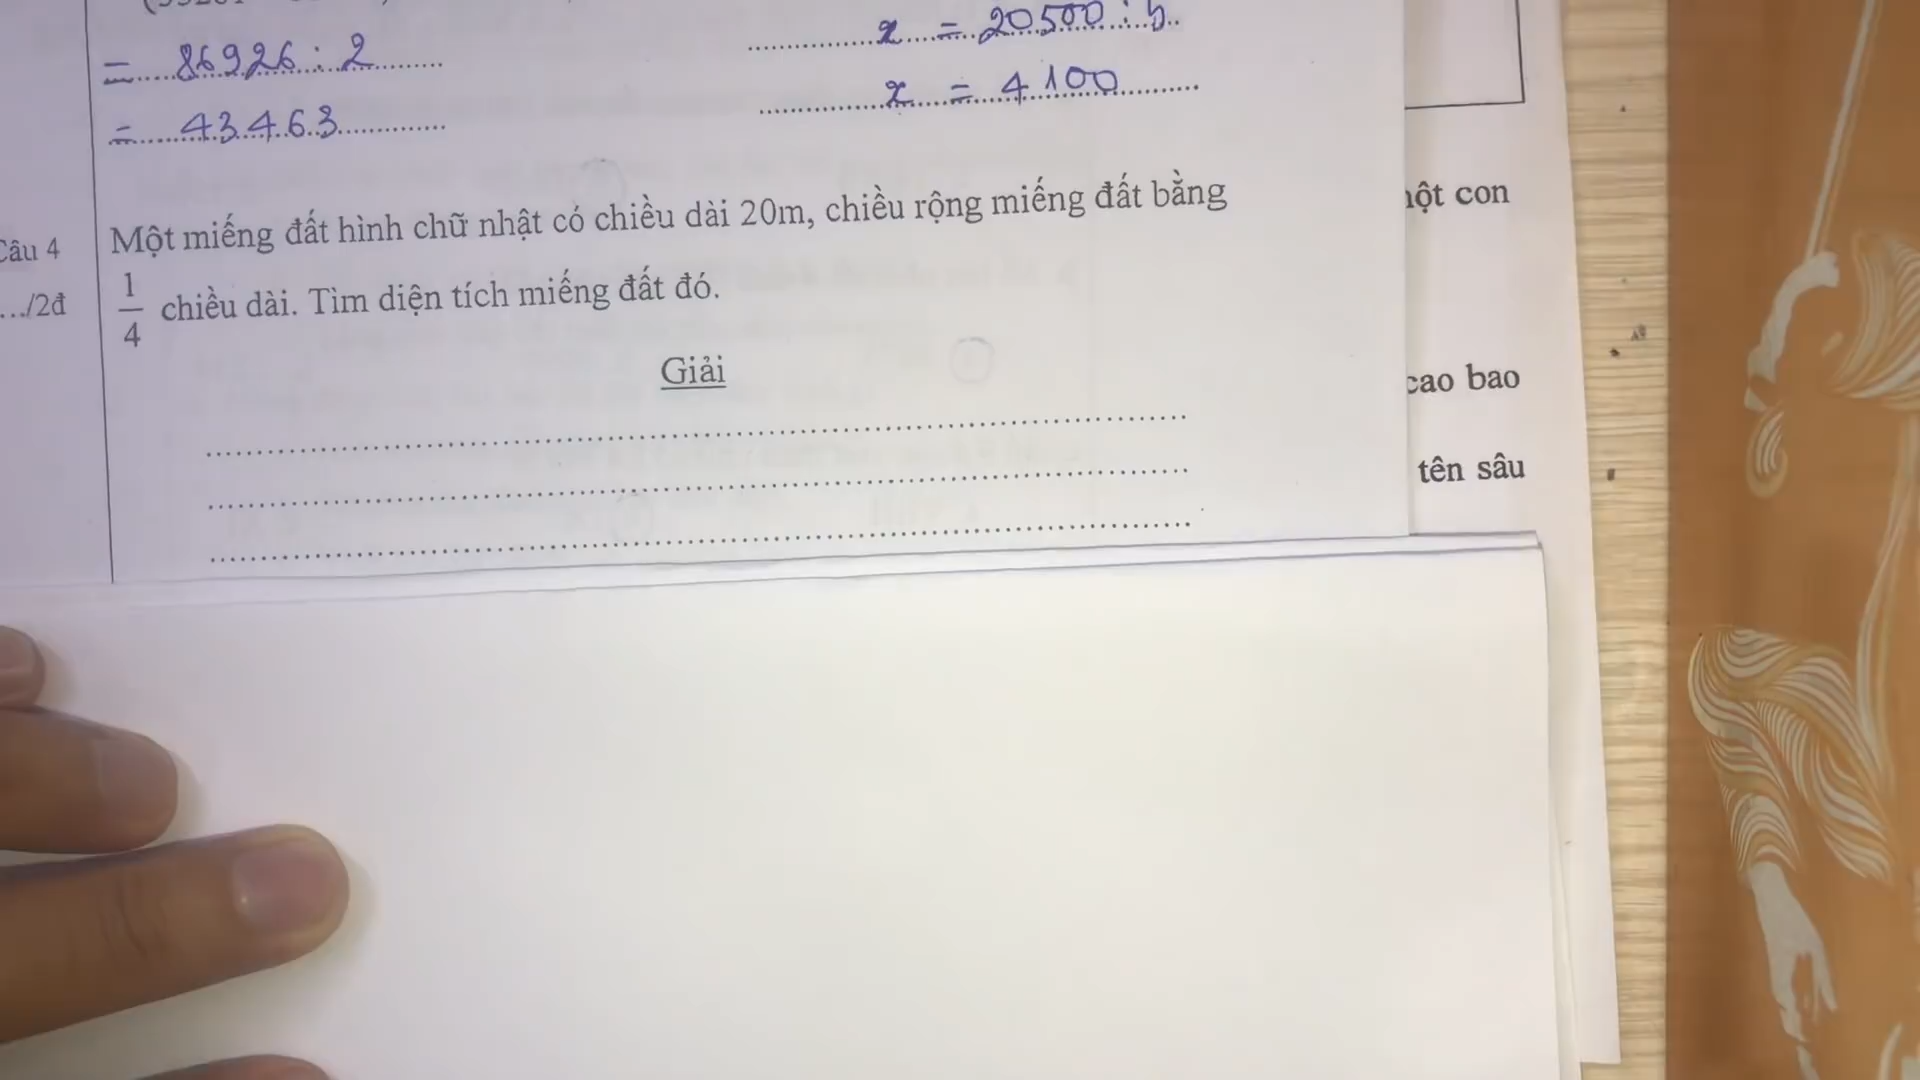 = 86926 : 2
= 43463
x = 20500 : 5
x = 4100
Câu 4
.../2đ
Một miếng đất hình chữ nhật có chiều dài 20m, chiều rộng miếng đất bằng
1/4 chiều dài. Tìm diện tích miếng đất đó.
Giải
con
cao bao
tên sâu